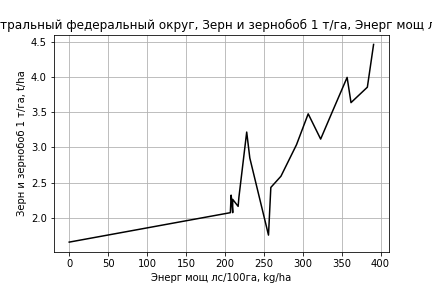 тральный федеральный округ, Зерн и зернобоб 1 т/га, Энерг мощ л
4.5
4.0
3.5
3.0
2.5
2.0
Зерн и зернобоб 1 т/га, t/ha
0 50 100 150 200 250 300 350 400
Энерг мощ лс/100га, kg/ha